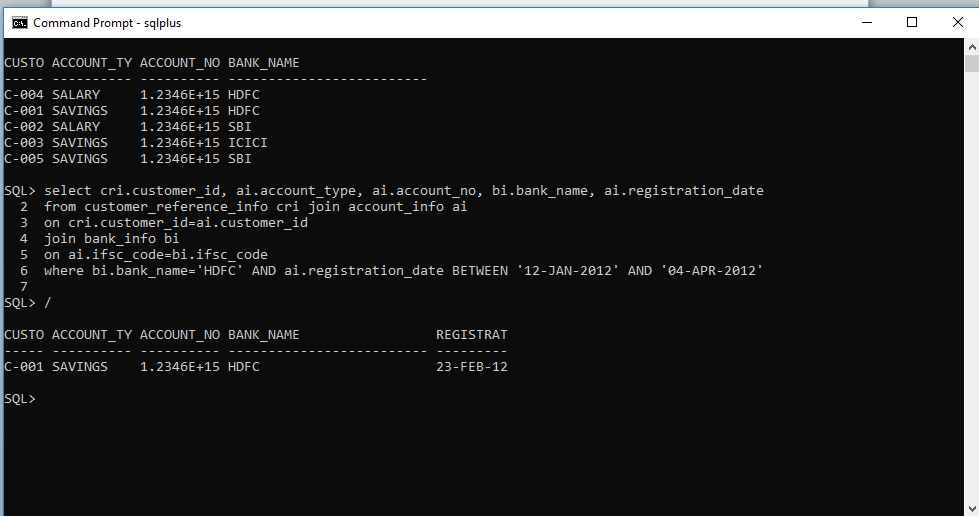 Command Prompt - sqlplus
CUSTO ACCOUNT_TY ACCOUNT_NO BANK_NAME
----- ---------- ---------- -------------------------
C-004 SALARY     1.2346E+15 HDFC
C-001 SAVINGS    1.2346E+15 HDFC
C-002 SALARY     1.2346E+15 SBI
C-003 SAVINGS    1.2346E+15 ICICI
C-005 SAVINGS    1.2346E+15 SBI
SQL> select cri.customer_id, ai.account_type, ai.account_no, bi.bank_name, ai.registration_date
  2  from customer_reference_info cri join account_info ai
  3  on cri.customer_id=ai.customer_id
  4  join bank_info bi
  5  on ai.ifsc_code=bi.ifsc_code
  6  where bi.bank_name='HDFC' AND ai.registration_date BETWEEN '12-JAN-2012' AND '04-APR-2012'
  7
SQL> /
CUSTO ACCOUNT_TY ACCOUNT_NO BANK_NAME                 REGISTRAT
----- ---------- ---------- ------------------------- ---------
C-001 SAVINGS    1.2346E+15 HDFC                      23-FEB-12
SQL>